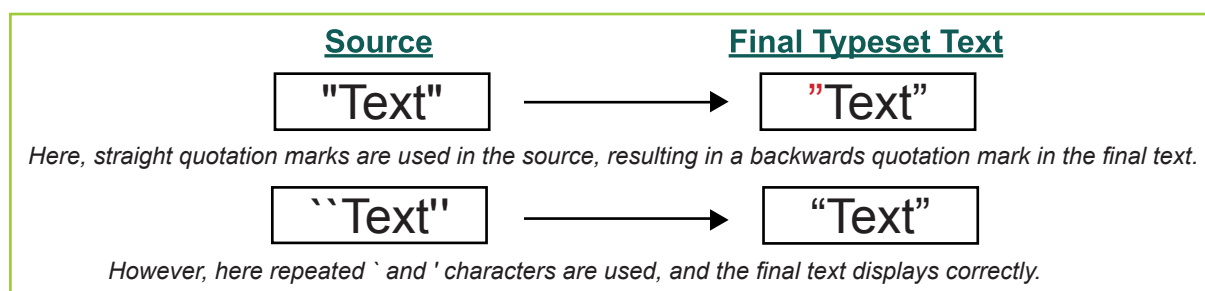 Source Final Typeset Text
"Text" ”Text”
Here, straight quotation marks are used in the source, resulting in a backwards quotation mark in the final text.
``Text'' “Text”
However, here repeated ` and ' characters are used, and the final text displays correctly.